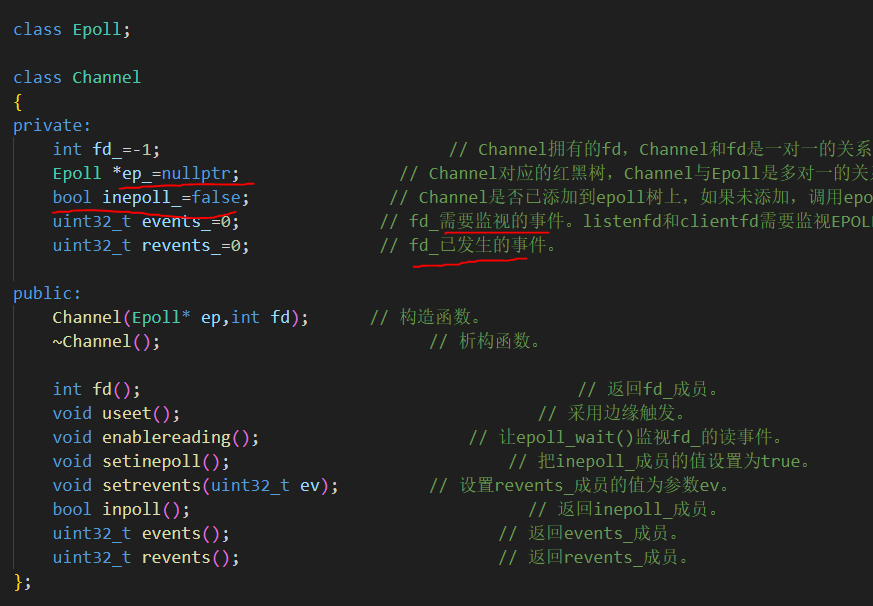 class Epoll;
class Channel
{
private:
int fd_=-1; // Channel拥有的fd，Channel和fd是一对一的关系
Epoll *ep_=nullptr; // Channel对应的红黑树，Channel与Epoll是多对一的关
bool inepoll_=false; // Channel是否已添加到epoll树上，如果未添加，调用epo
uint32_t events_=0; // fd_需要监视的事件。listenfd和clientfd需要监视EPOL
uint32_t revents_=0; // fd_已发生的事件。
public:
Channel(Epoll* ep,int fd); // 构造函数。
~Channel(); // 析构函数。
int fd(); // 返回fd_成员。
void useet(); // 采用边缘触发。
void enablereading(); // 让epoll_wait()监视fd_的读事件。
void setinepoll(); // 把inepoll_成员的值设置为true。
void setrevents(uint32_t ev); // 设置revents_成员的值为参数ev。
bool inpoll(); // 返回inepoll_成员。
uint32_t events(); // 返回events_成员。
uint32_t revents(); // 返回revents_成员。
};